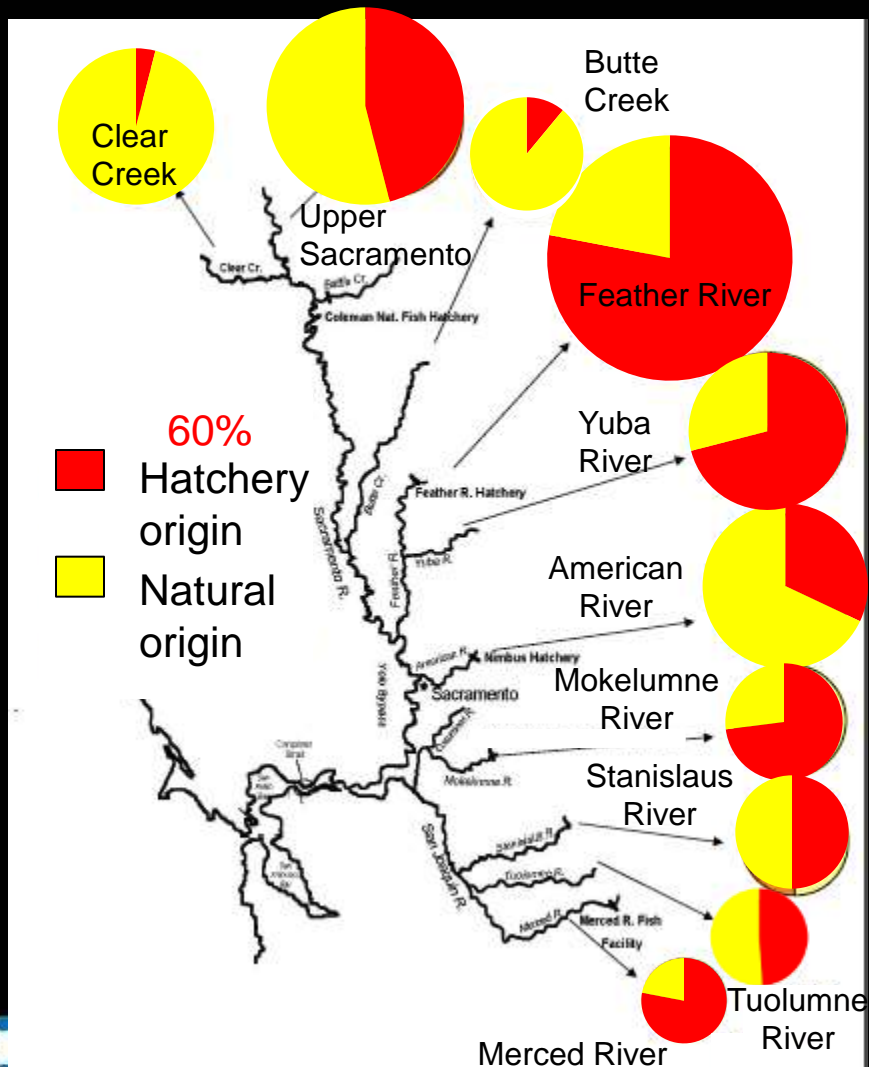 Clear
Creek
Upper
Sacramento
Butte
Creek
Feather River
Clear Cr.
Battle Cr.
Coleman Nat. Fish Hatchery
60%
Hatchery
origin
Natural
origin
Yuba
River
Butte Cr.
Feather R. Hatchery
Sacramento R.
Feather R.
Yuba R.
American
River
American R.
Nimbus Hatchery
Yolo Bypass
Sacramento
Mokelumne
River
Mokelumne R.
Stanislaus
River
San Joaquin R.
Stanislaus R.
Tuolumne R.
Merced R.
Merced R. Fish
Facility
Tuolumne
River
Merced River